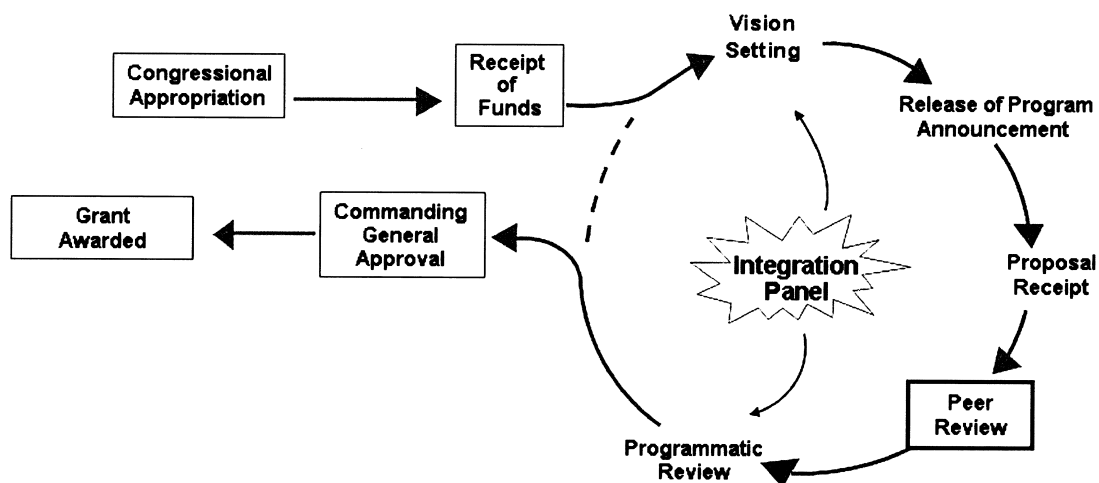 Congressional
Appropriation
Receipt
of
Funds
Vision
Setting
Release of Program
Announcement
Proposal
Receipt
Peer
Review
Programmatic
Review
Integration
Panel
Commanding
General
Approval
Grant
Awarded